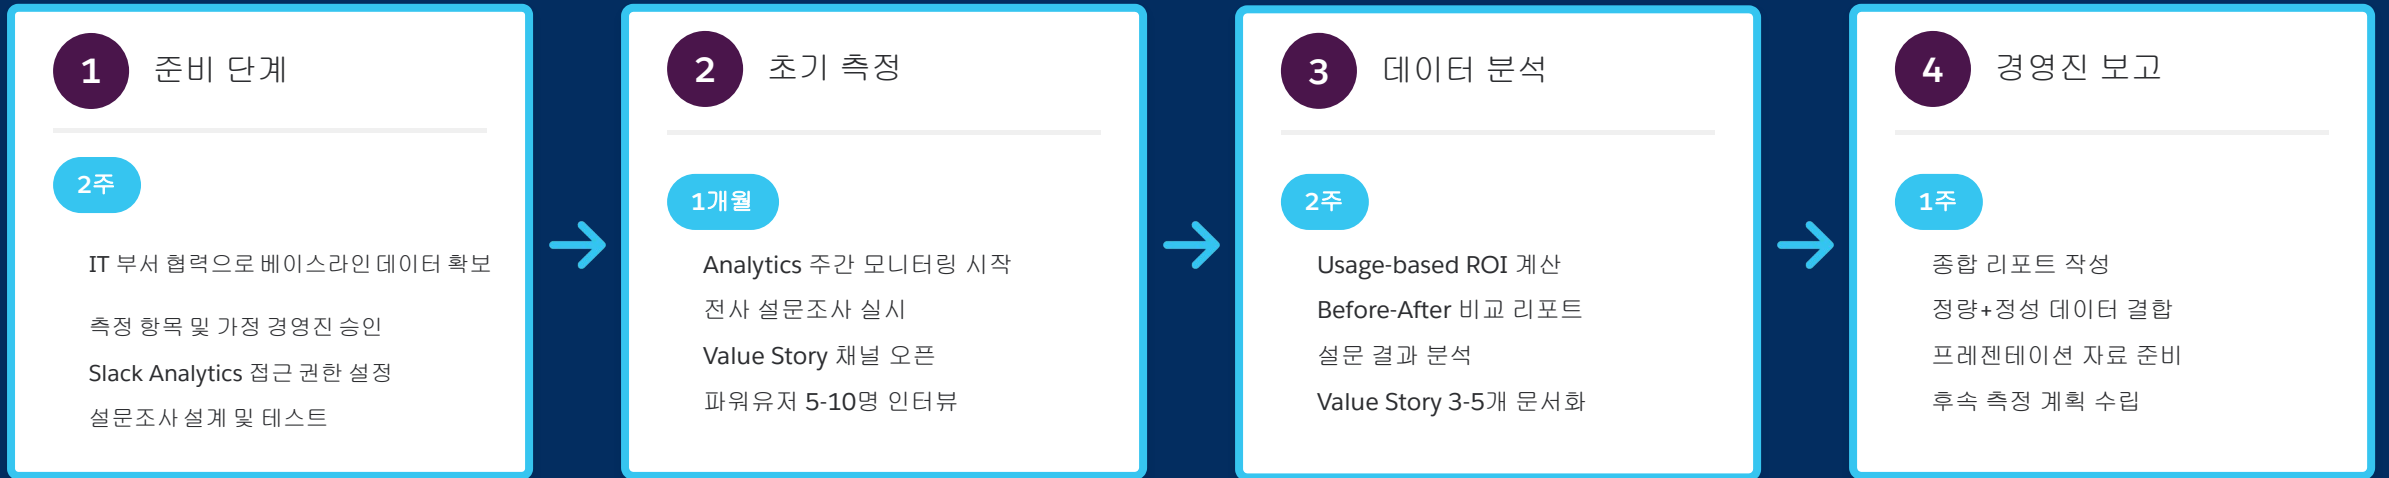 1
준비 단계
2주
IT 부서 협력으로 베이스라인 데이터 확보
측정 항목 및 가정 경영진 승인
Slack Analytics 접근 권한 설정
설문조사 설계 및 테스트
2
초기 측정
1개월
Analytics 주간 모니터링 시작
전사 설문조사 실시
Value Story 채널 오픈
파워유저 5-10명 인터뷰
3
데이터 분석
2주
Usage-based ROI 계산
Before-After 비교 리포트
설문 결과 분석
Value Story 3-5개 문서화
4
경영진 보고
1주
종합 리포트 작성
정량+정성 데이터 결합
프레젠테이션 자료 준비
후속 측정 계획 수립